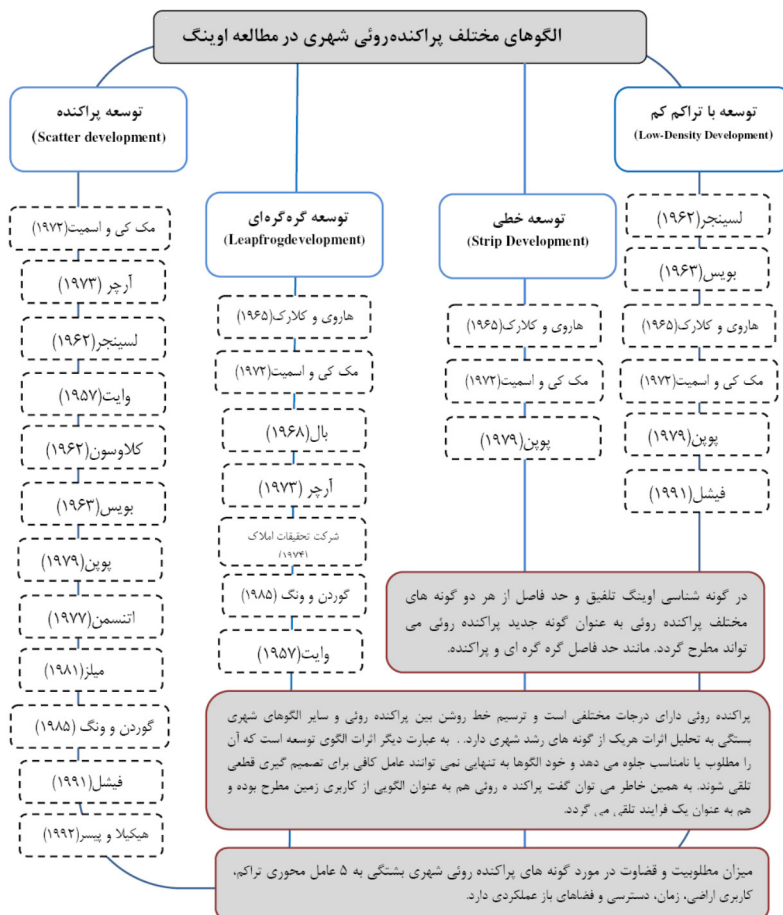 الگوهای مختلف پراکنده‌روئی شهری در مطالعه اوینگ
توسعه با تراکم کم
(Low-Density Development)
لسینجر(۱۹۶۲)
بویس(۱۹۶۳)
هاروی و کلارک(۱۹۶۵)
مک کی و اسمیت(۱۹۷۲)
پوپن(۱۹۷۹)
فیشل(۱۹۹۱)
توسعه خطی
(Strip Development)
هاروی و کلارک(۱۹۶۵)
مک کی و اسمیت(۱۹۷۲)
پوپن(۱۹۷۹)
توسعه گره‌گره‌ای
(Leapfrogdevelopment)
هاروی و کلارک(۱۹۶۵)
مک کی و اسمیت(۱۹۷۲)
بال(۱۹۶۸)
آرچر (۱۹۷۳)
شرکت تحقیقات املاک
(۱۹۷۴)
گوردن و ونگ (۱۹۸۵)
وایت(۱۹۵۷)
توسعه پراکنده
(Scatter development)
مک کی و اسمیت(۱۹۷۲)
آرچر (۱۹۷۳)
لسینجر(۱۹۶۲)
وایت(۱۹۵۷)
کلاوسون(۱۹۶۲)
بویس(۱۹۶۳)
پوپن(۱۹۷۹)
اتنسمن(۱۹۷۷)
میلز(۱۹۸۱)
گوردن و ونگ (۱۹۸۵)
فیشل(۱۹۹۱)
هیکیلا و پیسر(۱۹۹۲)
در گونه شناسی اوینگ تلفیق و حد فاصل از هر دو گونه های
مختلف پراکنده روئی به عنوان گونه جدید پراکنده روئی می
تواند مطرح گردد. مانند حد فاصل گره گره ای و پراکنده.
پراکنده روئی دارای درجات مختلفی است و ترسیم خط روشن بین پراکنده روئی و سایر الگوهای شهری
بستگی به تحلیل اثرات هریک از گونه های رشد شهری دارد. . به عبارت دیگر اثرات الگوی توسعه است که آن
را مطلوب یا نامناسب جلوه می دهد و خود الگوها به تنهایی نمی توانند عامل کافی برای تصمیم گیری قطعی
تلقی شوند. به همین خاطر می توان گفت پراکند ه روئی هم به عنوان الگویی از کاربری زمین مطرح بوده و
هم به عنوان یک فرایند تلقی می گردد.
میزان مطلوبیت و قضاوت در مورد گونه های پراکنده روئی شهری بشتگی به ۵ عامل محوری تراکم،
کاربری اراضی، زمان، دسترسی و فضاهای باز عملکردی دارد.